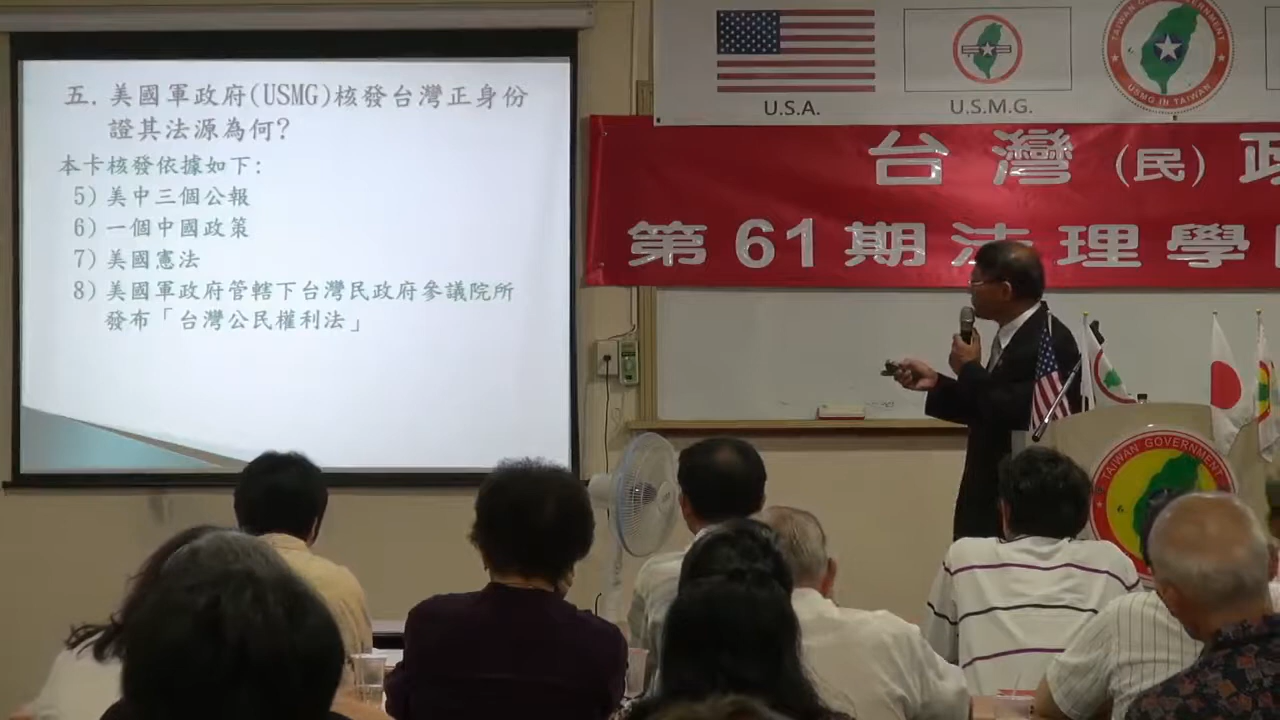 五. 美國軍政府(USMG)核發台灣正身份
證其法源為何?
本卡核發依據如下:
5) 美中三個公報
6) 一個中國政策
7) 美國憲法
8) 美國軍政府管轄下台灣民政府參議院所
發布「台灣公民權利法」
U.S.A.
U.S.M.G.
TAIWAN GOVERNMENT
USMG IN TAIWAN
台灣(民)政
第61期法理學
TAIWAN GOVERNMENT